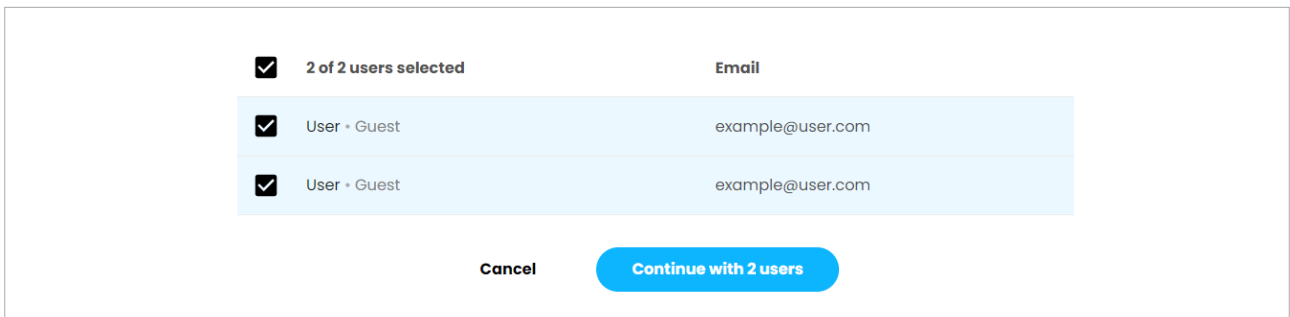 2 of 2 users selected Email
User • Guest example@user.com
User • Guest example@user.com
Cancel Continue with 2 users